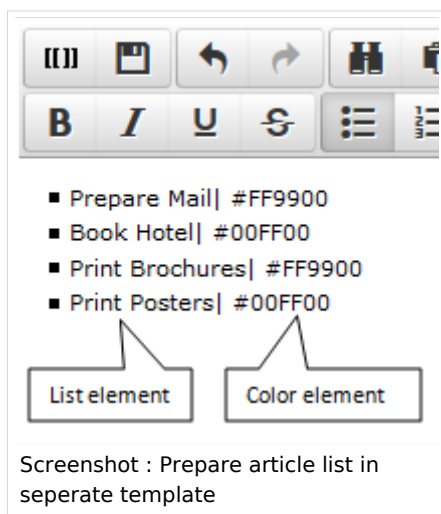 [[ ]]
B I U S
Prepare Mail| #FF9900
Book Hotel| #00FF00
Print Brochures| #FF9900
Print Posters| #00FF00
List element Color element
Screenshot : Prepare article list in
seperate template